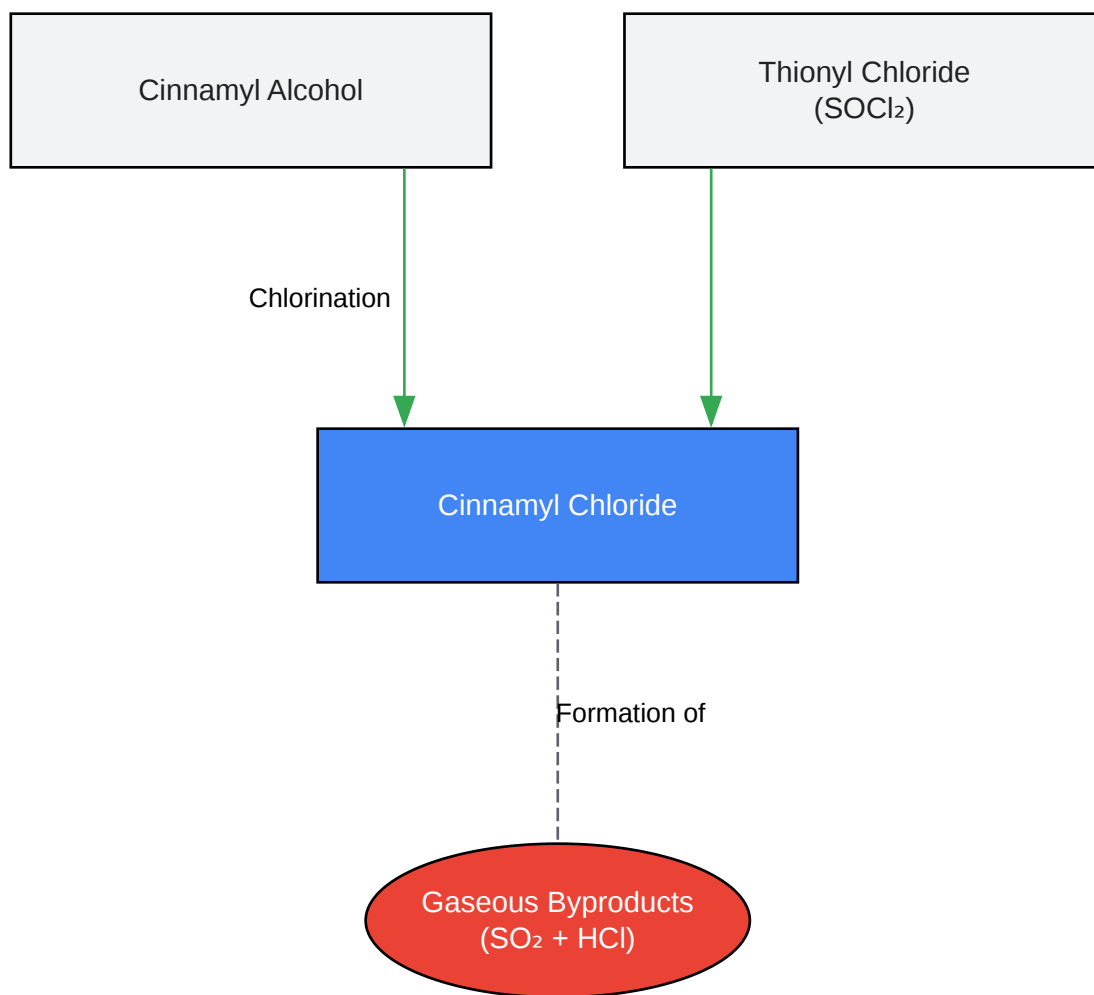 Cinnamyl Alcohol
Thionyl Chloride
(SOCl₂)
Chlorination
Cinnamyl Chloride
Formation of
Gaseous Byproducts
(SO₂ + HCl)